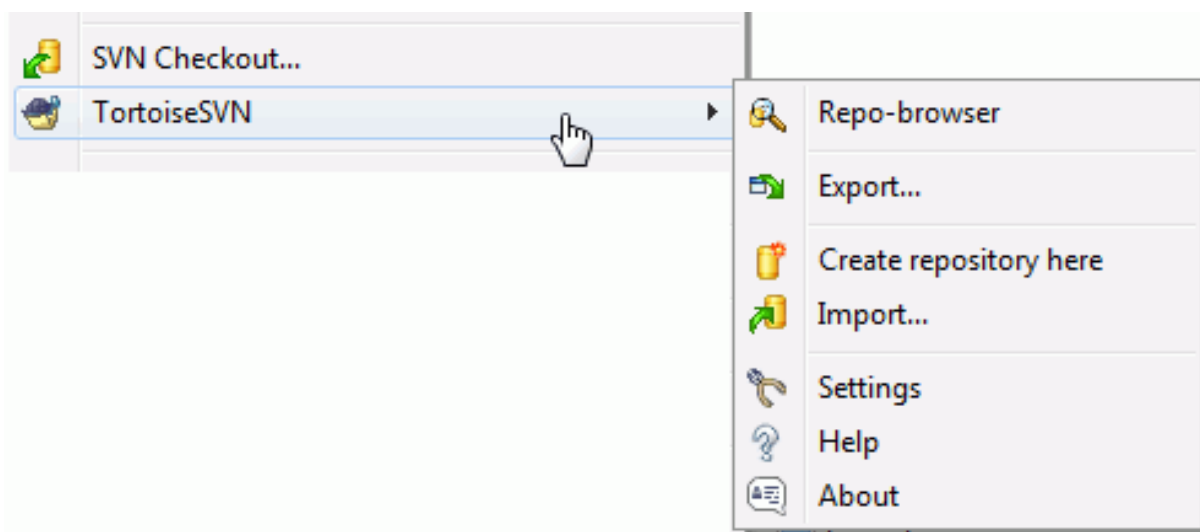 SVN Checkout...
TortoiseSVN
Repo-browser
Export...
Create repository here
Import...
Settings
Help
About